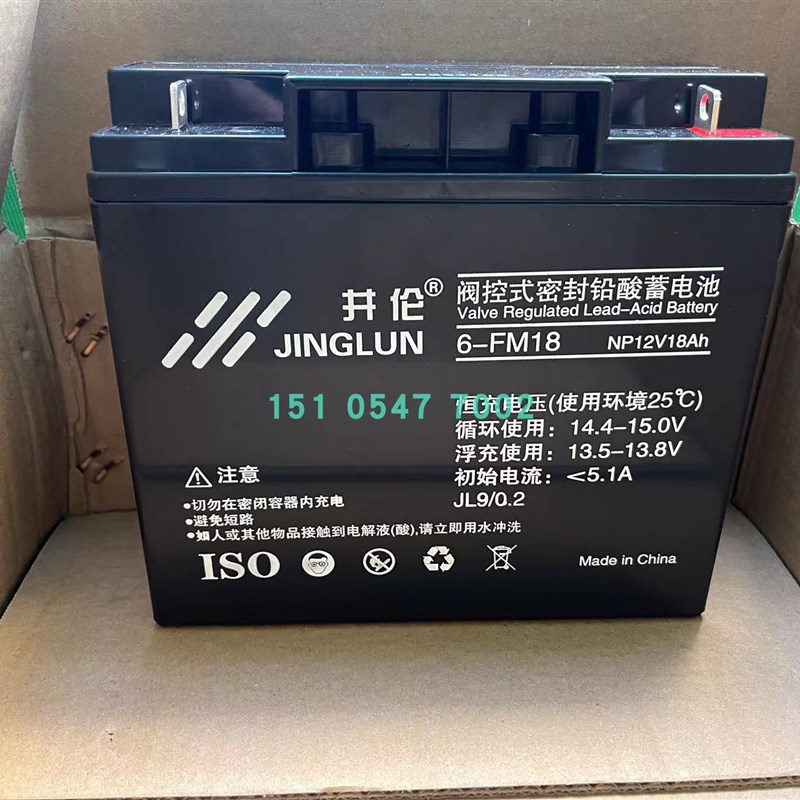 井伦®
JINGLUN
阀控式密封铅酸蓄电池
Valve Regulated Lead-Acid Battery
6-FM18 NP12V18Ah
151 0547 7002
恒充电压(使用环境25℃)
循环使用：14.4-15.0V
浮充使用：13.5-13.8V
初始电流：<5.1A
JL9/0.2
注意
●切勿在密闭容器内充电
●避免短路
●如人或其他物品接触到电解液(酸),请立即用水冲洗
ISO
Made in China